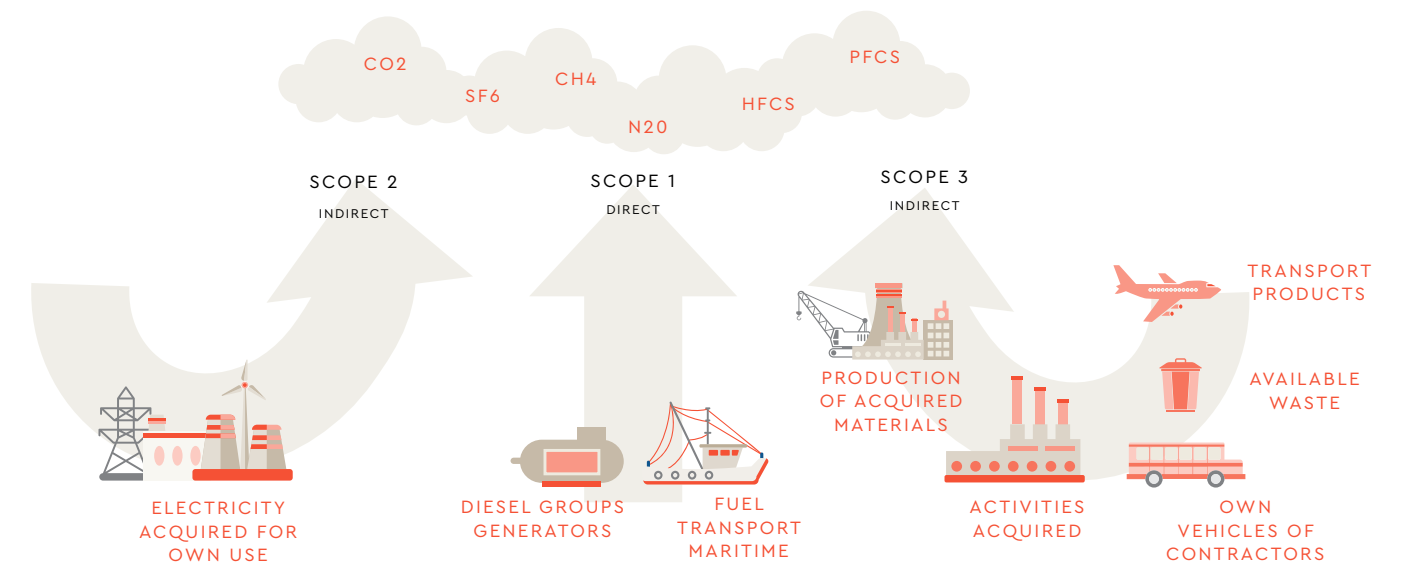 CO2
SF6
CH4
N20
HFCS
PFCS
SCOPE 2
INDIRECT
SCOPE 1
DIRECT
SCOPE 3
INDIRECT
ELECTRICITY
ACQUIRED FOR
OWN USE
DIESEL GROUPS
GENERATORS
FUEL
TRANSPORT
MARITIME
PRODUCTION
OF ACQUIRED
MATERIALS
ACTIVITIES
ACQUIRED
TRANSPORT
PRODUCTS
AVAILABLE
WASTE
OWN
VEHICLES OF
CONTRACTORS